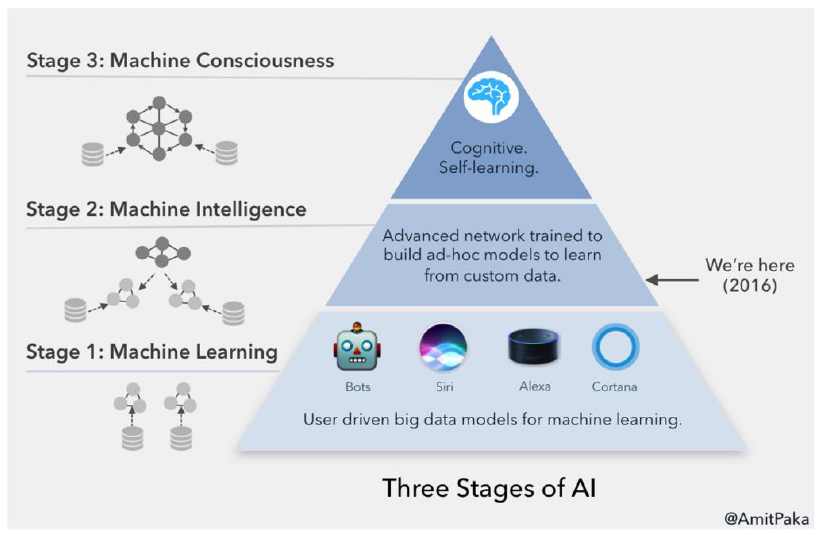 Stage 3: Machine Consciousness
Cognitive.
Self-learning.
Stage 2: Machine Intelligence
Advanced network trained to
build ad-hoc models to learn
from custom data.
We're here
(2016)
Stage 1: Machine Learning
Bots Siri Alexa Cortana
User driven big data models for machine learning.
Three Stages of AI
@AmitPaka